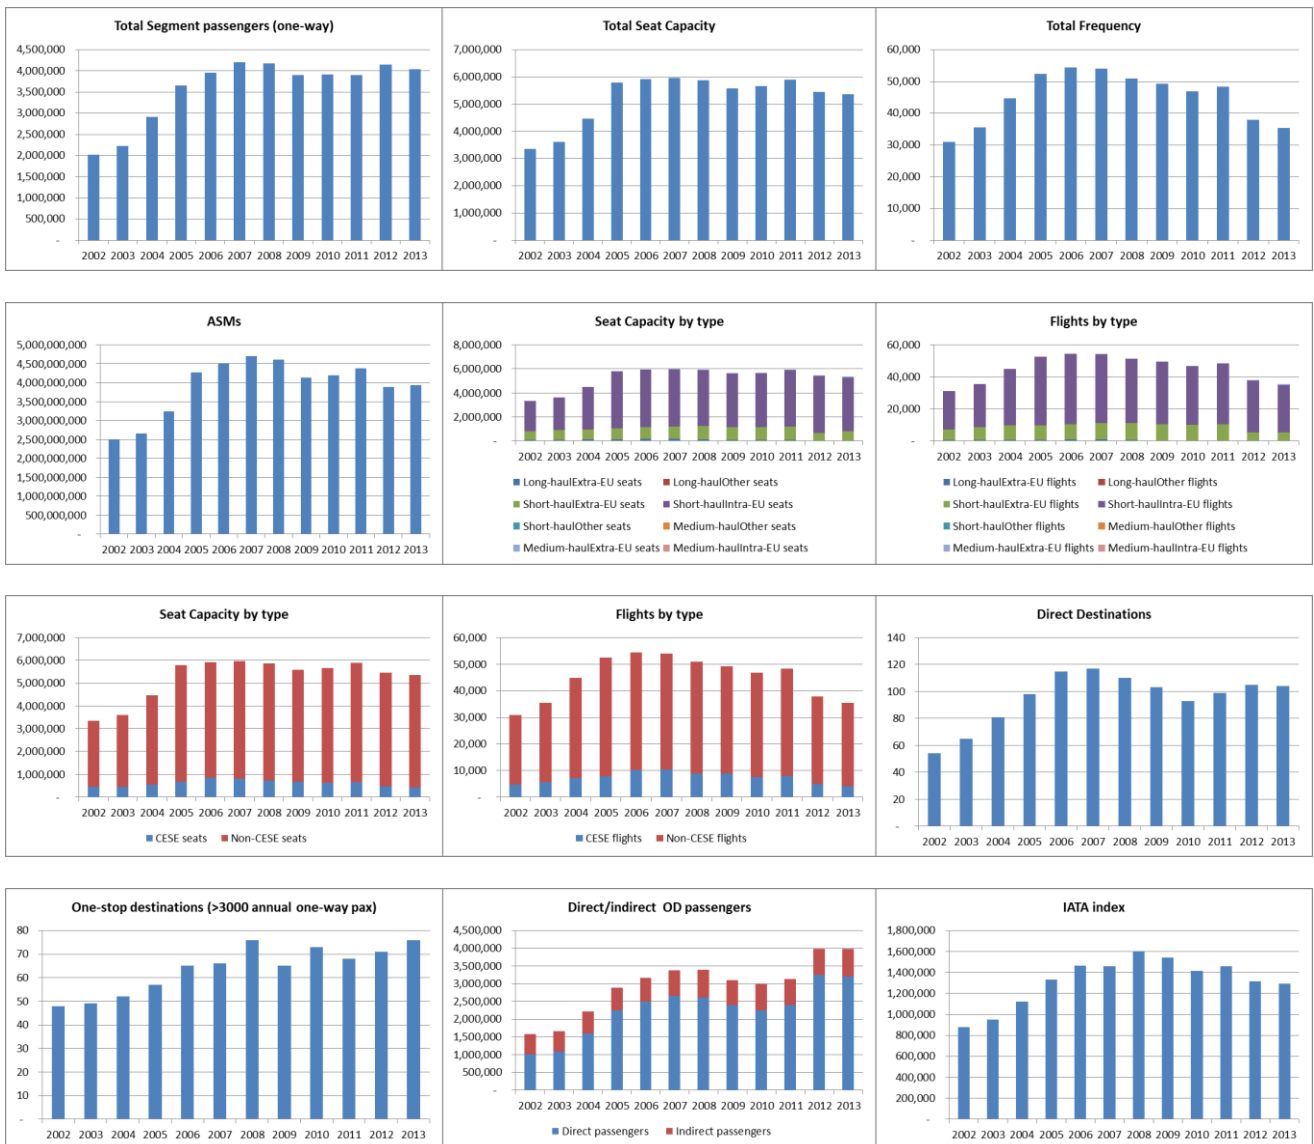 Total Segment passengers (one-way)
4,500,000
4,000,000
3,500,000
3,000,000
2,500,000
2,000,000
1,500,000
1,000,000
500,000
-
2002 2003 2004 2005 2006 2007 2008 2009 2010 2011 2012 2013
Total Seat Capacity
7,000,000
6,000,000
5,000,000
4,000,000
3,000,000
2,000,000
1,000,000
-
2002 2003 2004 2005 2006 2007 2008 2009 2010 2011 2012 2013
Total Frequency
60,000
50,000
40,000
30,000
20,000
10,000
-
2002 2003 2004 2005 2006 2007 2008 2009 2010 2011 2012 2013
ASMs
5,000,000,000
4,500,000,000
4,000,000,000
3,500,000,000
3,000,000,000
2,500,000,000
2,000,000,000
1,500,000,000
1,000,000,000
500,000,000
-
2002 2003 2004 2005 2006 2007 2008 2009 2010 2011 2012 2013
Seat Capacity by type
8,000,000
6,000,000
4,000,000
2,000,000
-
2002 2003 2004 2005 2006 2007 2008 2009 2010 2011 2012 2013
Long-haulExtra-EU seats Long-haulOther seats
Short-haulExtra-EU seats Short-haulIntra-EU seats
Short-haulOther seats Medium-haulOther seats
Medium-haulExtra-EU seats Medium-haulIntra-EU seats
Flights by type
60,000
40,000
20,000
-
2002 2003 2004 2005 2006 2007 2008 2009 2010 2011 2012 2013
Long-haulExtra-EU flights Long-haulOther flights
Short-haulExtra-EU flights Short-haulIntra-EU flights
Short-haulOther flights Medium-haulOther flights
Medium-haulExtra-EU flights Medium-haulIntra-EU flights
Seat Capacity by type
7,000,000
6,000,000
5,000,000
4,000,000
3,000,000
2,000,000
1,000,000
-
2002 2003 2004 2005 2006 2007 2008 2009 2010 2011 2012 2013
CESE seats Non-CESE seats
Flights by type
60,000
50,000
40,000
30,000
20,000
10,000
-
2002 2003 2004 2005 2006 2007 2008 2009 2010 2011 2012 2013
CESE flights Non-CESE flights
Direct Destinations
140
120
100
80
60
40
20
-
2002 2003 2004 2005 2006 2007 2008 2009 2010 2011 2012 2013
One-stop destinations (>3000 annual one-way pax)
80
70
60
50
40
30
20
10
-
2002 2003 2004 2005 2006 2007 2008 2009 2010 2011 2012 2013
Direct/indirect OD passengers
4,500,000
4,000,000
3,500,000
3,000,000
2,500,000
2,000,000
1,500,000
1,000,000
500,000
-
2002 2003 2004 2005 2006 2007 2008 2009 2010 2011 2012 2013
Direct passengers Indirect passengers
IATA index
1,800,000
1,600,000
1,400,000
1,200,000
1,000,000
800,000
600,000
400,000
200,000
-
2002 2003 2004 2005 2006 2007 2008 2009 2010 2011 2012 2013